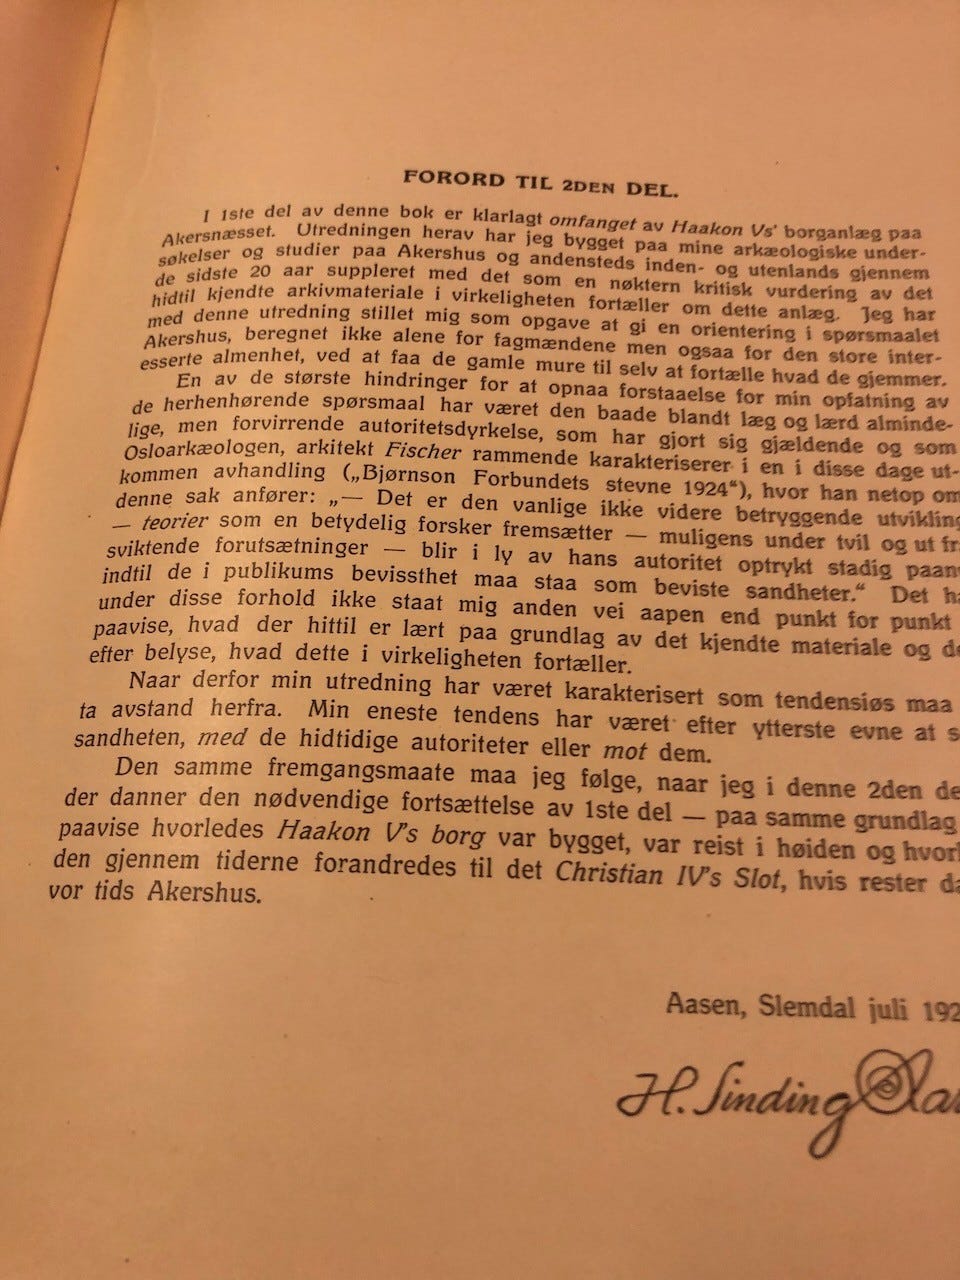 FORORD TIL 2DEN DEL.
I 1ste del av denne bok er klarlagt omfanget av Haakon Vs' borganlæg paa
Akersnæsset. Utredningen herav har jeg bygget paa mine arkæologiske under-
søkelser og studier paa Akershus og andensteds inden- og utenlands gjennem
de sidste 20 aar suppleret med det som en nøktern kritisk vurdering av det
hidtil kjendte arkivmateriale i virkeligheten fortæller om dette anlæg. Jeg har
med denne utredning stillet mig som opgave at gi en orientering i spørsmaalet
Akershus, beregnet ikke alene for fagmændene men ogsaa for den store inter-
esserte almenhet, ved at faa de gamle mure til selv at fortælle hvad de gjemmer.
En av de største hindringer for at opnaa forstaaelse for min opfatning av
de herhenhørende spørsmaal har været den baade blandt læg og lærd alminde-
lige, men forvirrende autoritetsdyrkelse, som har gjort sig gjældende og som
Osloarkæologen, arkitekt Fischer rammende karakteriserer i en i disse dage ut-
kommen avhandling („Bjørnson Forbundets stevne 1924“), hvor han netop om
denne sak anfører: „— Det er den vanlige ikke videre betryggende utvikling
— teorier som en betydelig forsker fremsætter — muligens under tvil og ut fr
sviktende forutsætninger — blir i ly av hans autoritet optrykt stadig paan
indtil de i publikums bevissthet maa staa som beviste sandheter.“ Det ha
under disse forhold ikke staat mig anden vei aapen end punkt for punkt
paavise, hvad der hittil er lært paa grundlag av det kjendte materiale og de
efter belyse, hvad dette i virkeligheten fortæller.
Naar derfor min utredning har været karakterisert som tendensiøs maa
ta avstand herfra. Min eneste tendens har været efter ytterste evne at s
sandheten, med de hidtidige autoriteter eller mot dem.
Den samme fremgangsmaate maa jeg følge, naar jeg i denne 2den de
der danner den nødvendige fortsættelse av 1ste del — paa samme grundlag
paavise hvorledes Haakon V's borg var bygget, var reist i høiden og hvorl
den gjennem tiderne forandredes til det Christian IV's Slot, hvis rester da
vor tids Akershus.
Aasen, Slemdal juli 192
H. Sinding